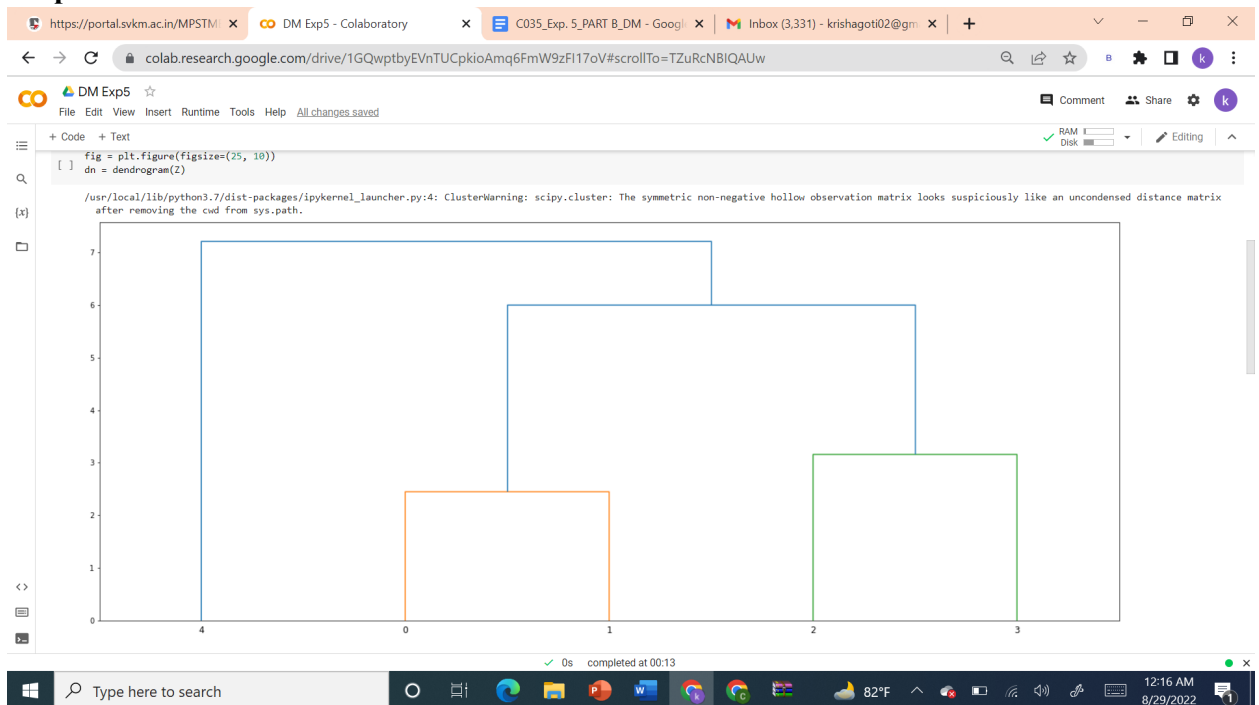 https://portal.svkm.ac.in/MPSTM
DM Exp5 - Colaboratory
C035_Exp. 5_PART B_DM - Googl
Inbox (3,331) - krishagoti02@gm
colab.research.google.com/drive/1GQwptbyEVnTUCpkioAmq6FmW9zFI17oV#scrollTo=TZuRcNBIQAUw
B
k
CO
DM Exp5
File Edit View Insert Runtime Tools Help All changes saved
Comment
Share
k
+ Code + Text
RAM
Disk
Editing
[ ]
fig = plt.figure(figsize=(25, 10))
dn = dendrogram(Z)
{x}
/usr/local/lib/python3.7/dist-packages/ipykernel_launcher.py:4: ClusterWarning: scipy.cluster: The symmetric non-negative hollow observation matrix looks suspiciously like an uncondensed distance matrix
after removing the cwd from sys.path.
7
6
5
4
3
2
1
0
4 0 1 2 3
0s completed at 00:13
Type here to search
82°F
12:16 AM
8/29/2022
1